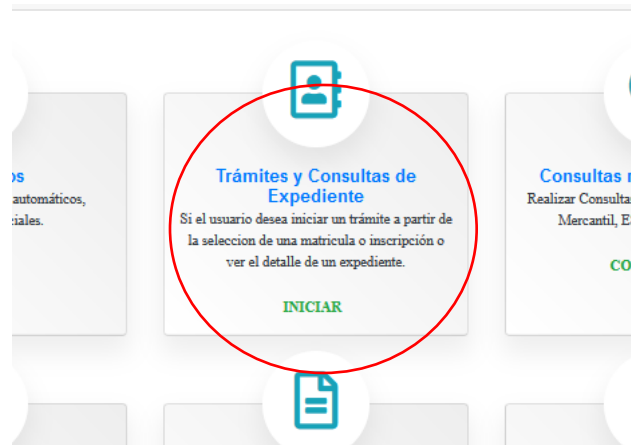 os
automáticos,
iales.
Trámites y Consultas de
Expediente
Si el usuario desea iniciar un trámite a partir de
la seleccion de una matricula o inscripción o
ver el detalle de un expediente.
INICIAR
Consultas
Realizar Consulta
Mercantil, E
CO